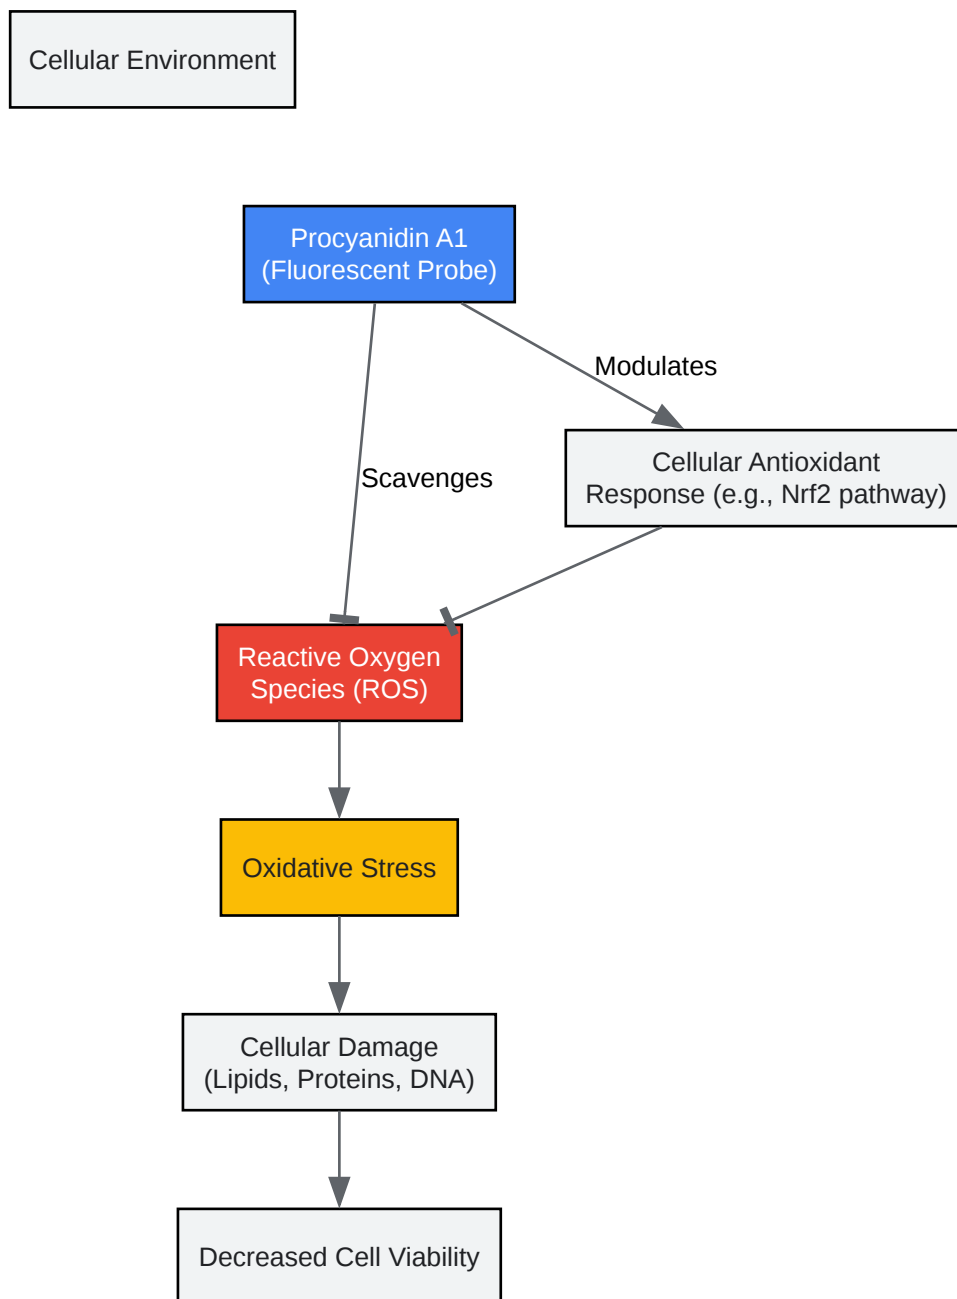 Cellular Environment
Procyanidin A1
(Fluorescent Probe)
Modulates
Cellular Antioxidant
Response (e.g., Nrf2 pathway)
Scavenges
Reactive Oxygen
Species (ROS)
Oxidative Stress
Cellular Damage
(Lipids, Proteins, DNA)
Decreased Cell Viability